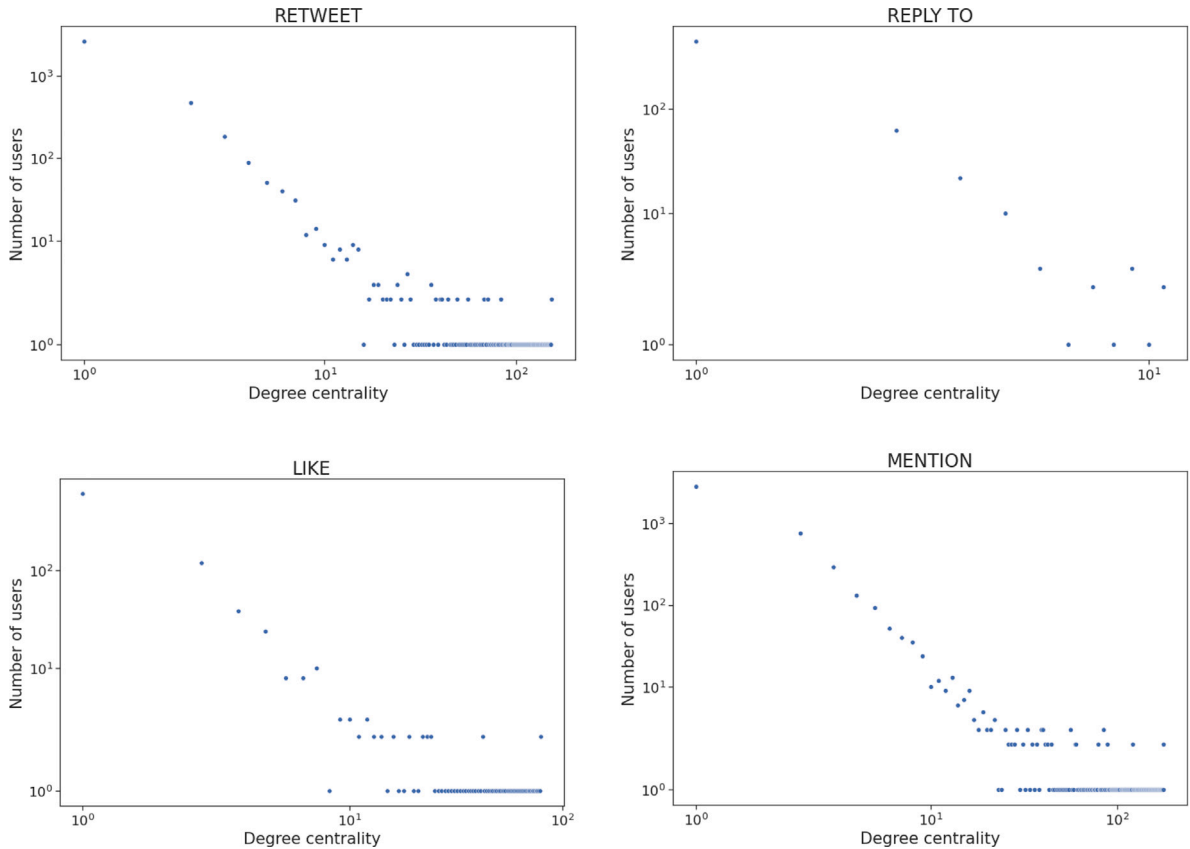 RETWEET
Number of users
10³
10²
10¹
10⁰
10⁰
10¹
10²
Degree centrality
REPLY TO
Number of users
10²
10¹
10⁰
10⁰
10¹
Degree centrality
LIKE
Number of users
10²
10¹
10⁰
10⁰
10¹
10²
Degree centrality
MENTION
Number of users
10³
10²
10¹
10⁰
10⁰
10¹
10²
Degree centrality